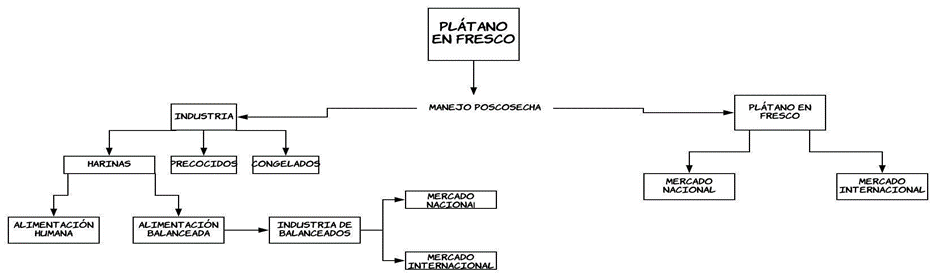 PLÁTANO
EN FRESCO
MANEJO POSCOSECHA
INDUSTRIA
PLÁTANO EN
FRESCO
HARINAS
PRECOCIDOS
CONGELADOS
MERCADO
NACIONAL
MERCADO
INTERNACIONAL
ALIMENTACIÓN
HUMANA
ALIMENTACIÓN
BALANCEADA
INDUSTRIA DE
BALANCEADOS
MERCADO
NACIONAL
MERCADO
INTERNACIONAL